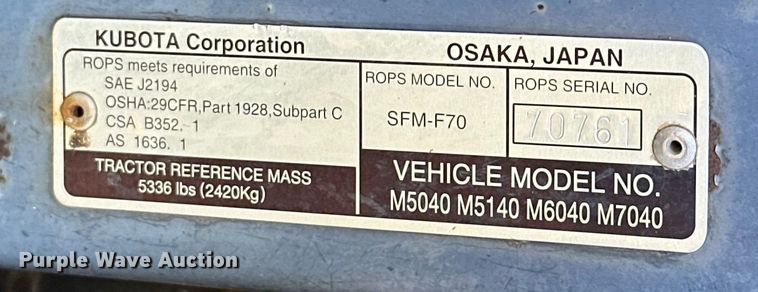 KUBOTA Corporation
OSAKA, JAPAN
ROPS meets requirements of
SAE J2194
OSHA:29CFR,Part 1928,Subpart C
CSA B352. 1
AS 1636. 1
TRACTOR REFERENCE MASS
5336 lbs (2420Kg)
ROPS MODEL NO.
SFM-F70
ROPS SERIAL NO.
70761
VEHICLE MODEL NO.
M5040 M5140 M6040 M7040
Purple Wave Auction